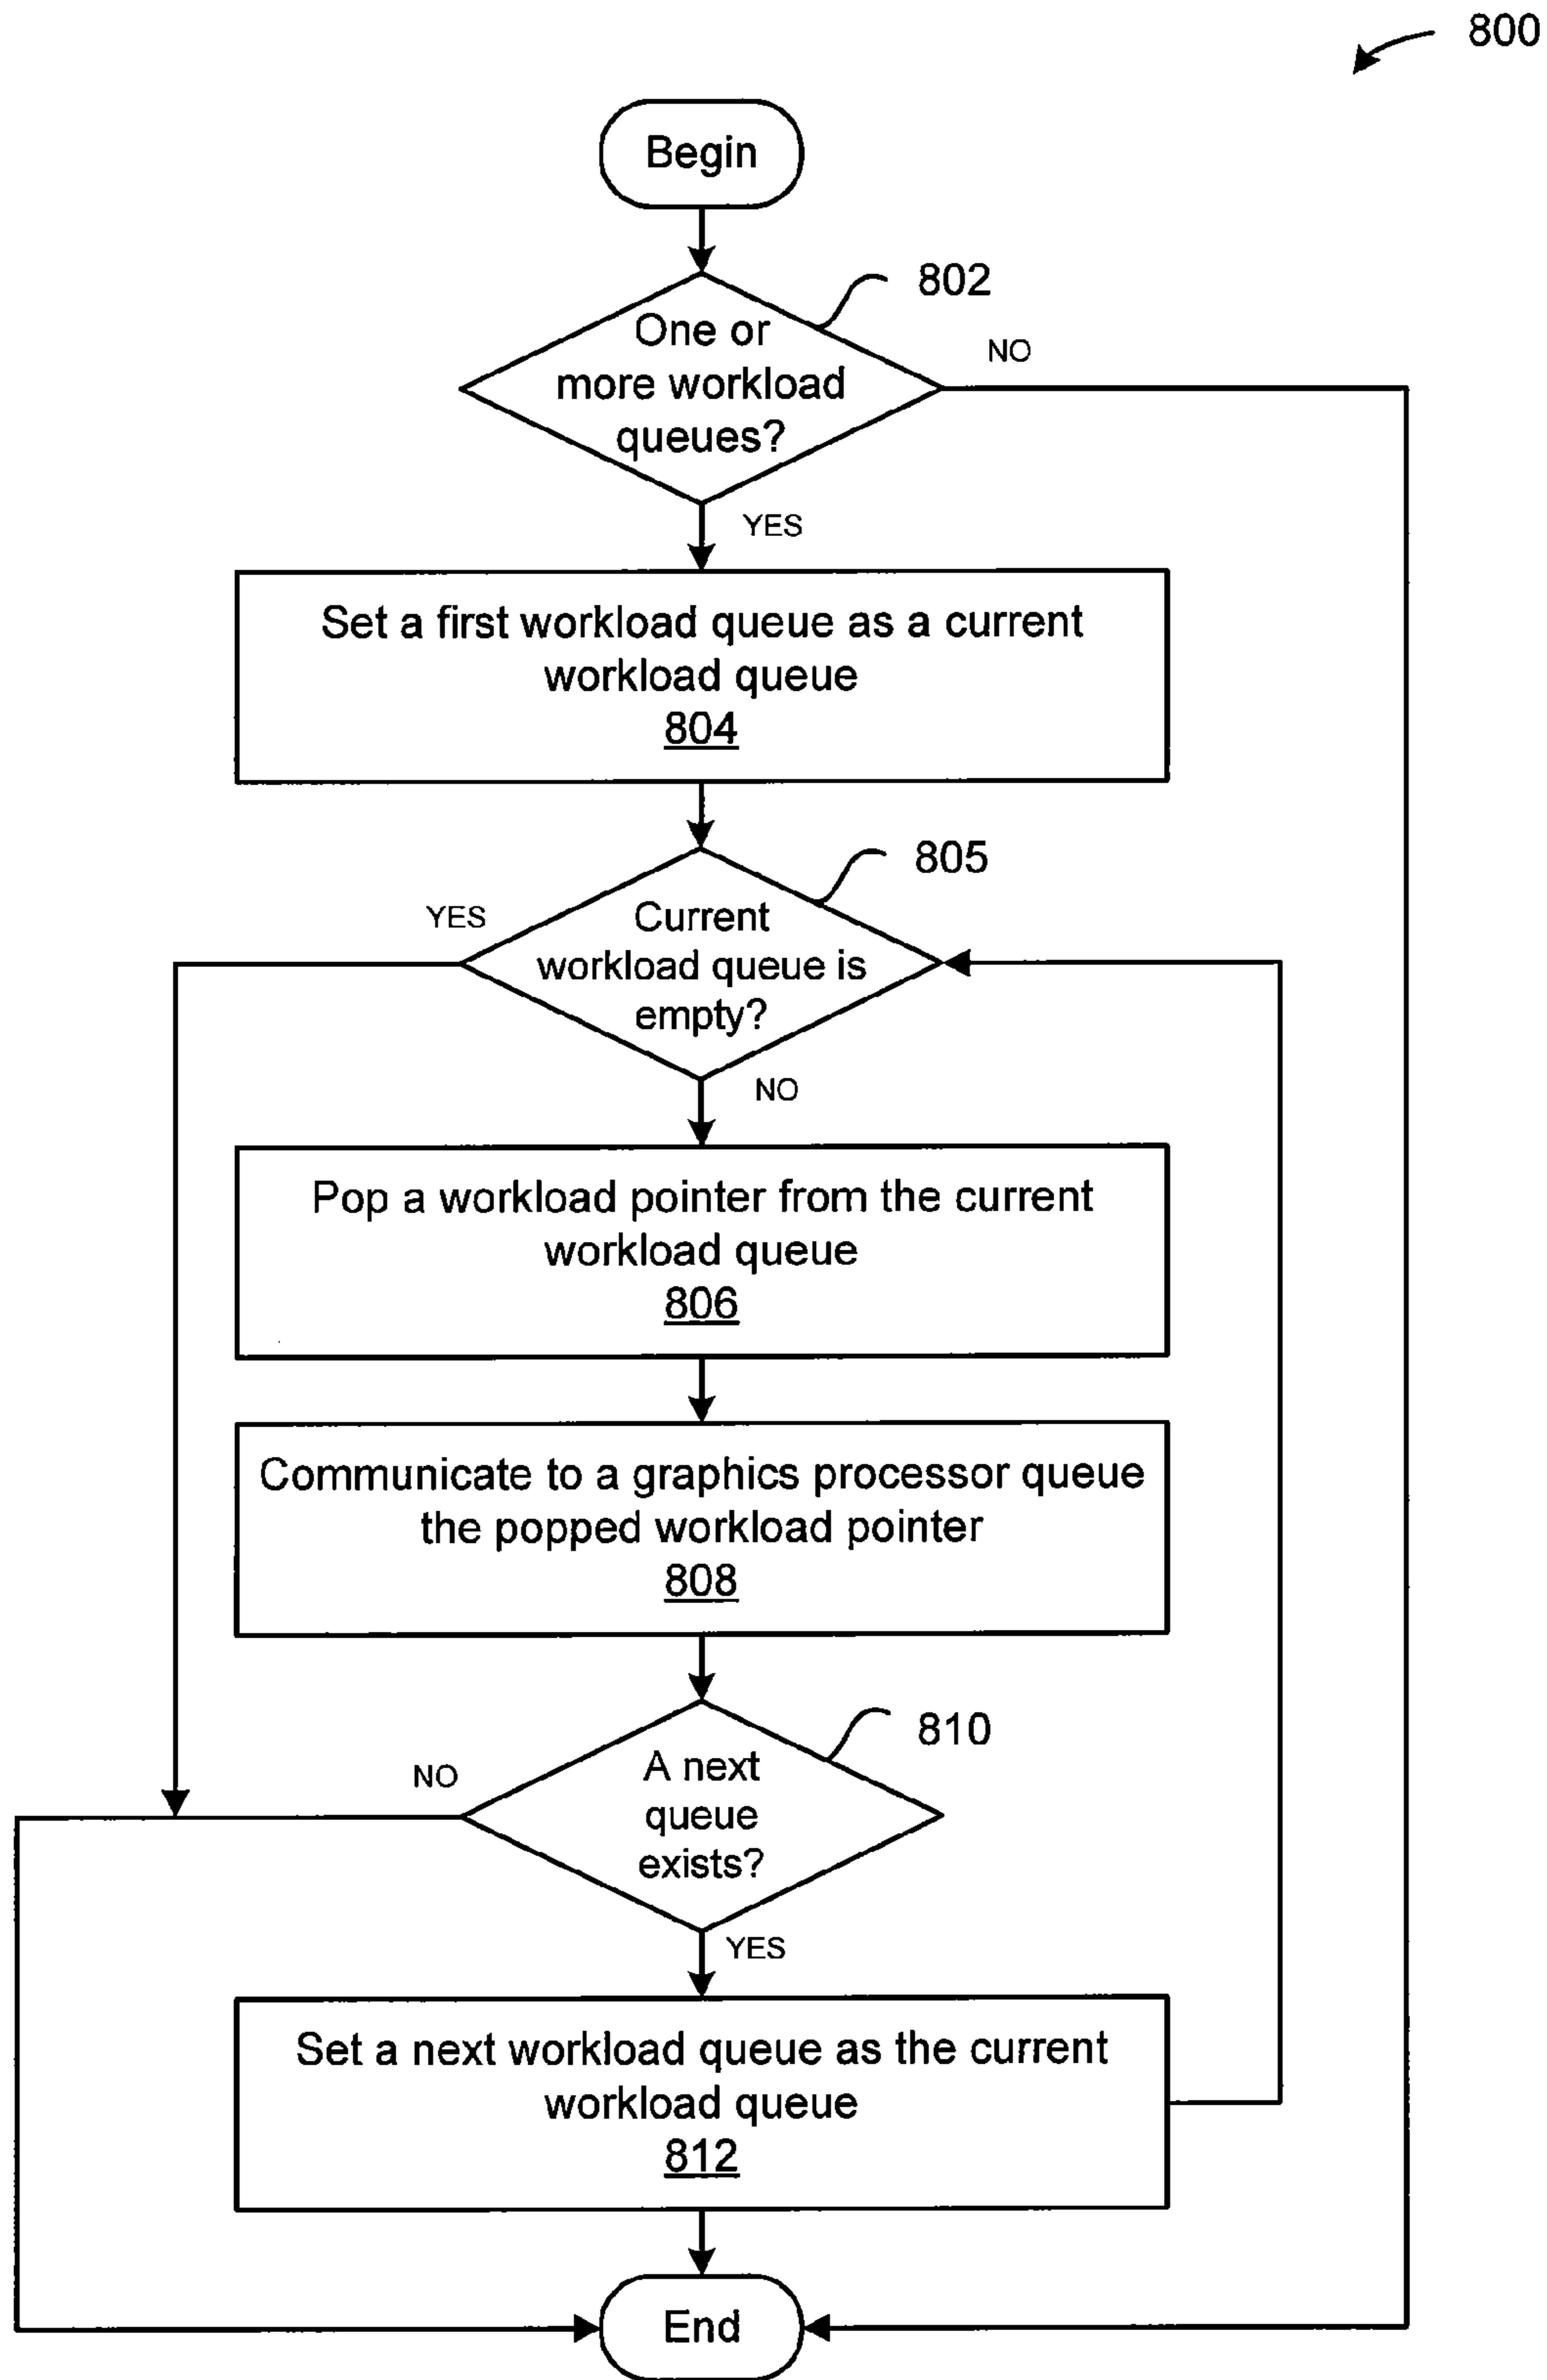 800
Begin
802
One or
more workload
queues?
NO
YES
Set a first workload queue as a current
workload queue
804
805
YES
Current
workload queue is
empty?
NO
Pop a workload pointer from the current
workload queue
806
Communicate to a graphics processor queue
the popped workload pointer
808
810
NO
A next
queue
exists?
YES
Set a next workload queue as the current
workload queue
812
End